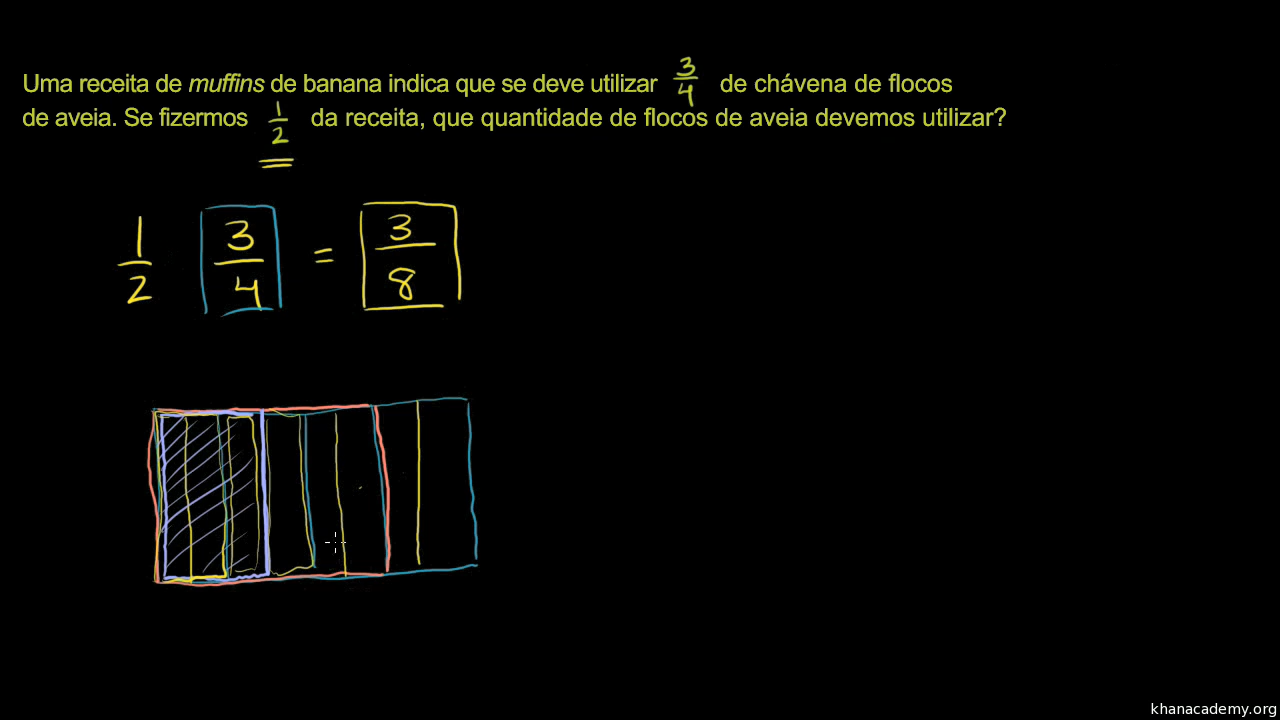 Uma receita de muffins de banana indica que se deve utilizar 3/4 de chávena de flocos
de aveia. Se fizermos 1/2 da receita, que quantidade de flocos de aveia devemos utilizar?
1/2 3/4 = 3/8
khanacademy.org